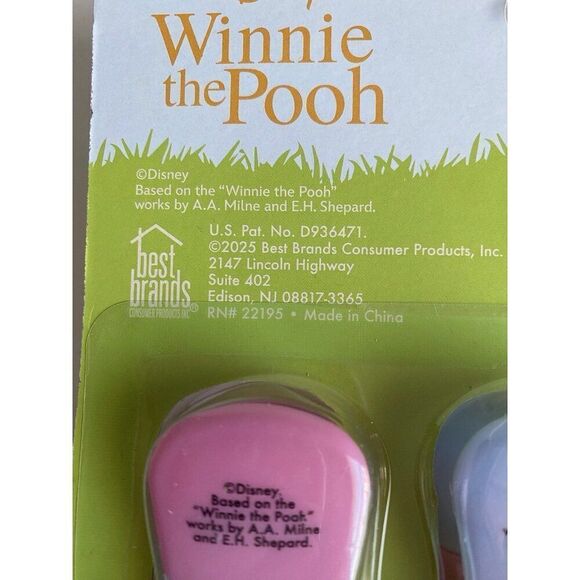 Winnie
the Pooh
©Disney
Based on the "Winnie the Pooh"
works by A.A. Milne and E.H. Shepard.
best
brands®
CONSUMER PRODUCTS INC
U.S. Pat. No. D936471.
©2025 Best Brands Consumer Products, Inc.
2147 Lincoln Highway
Suite 402
Edison, NJ 08817-3365
RN# 22195 • Made in China
©Disney.
Based on the
"Winnie the Pooh"
works by A.A. Milne
and E.H. Shepard.